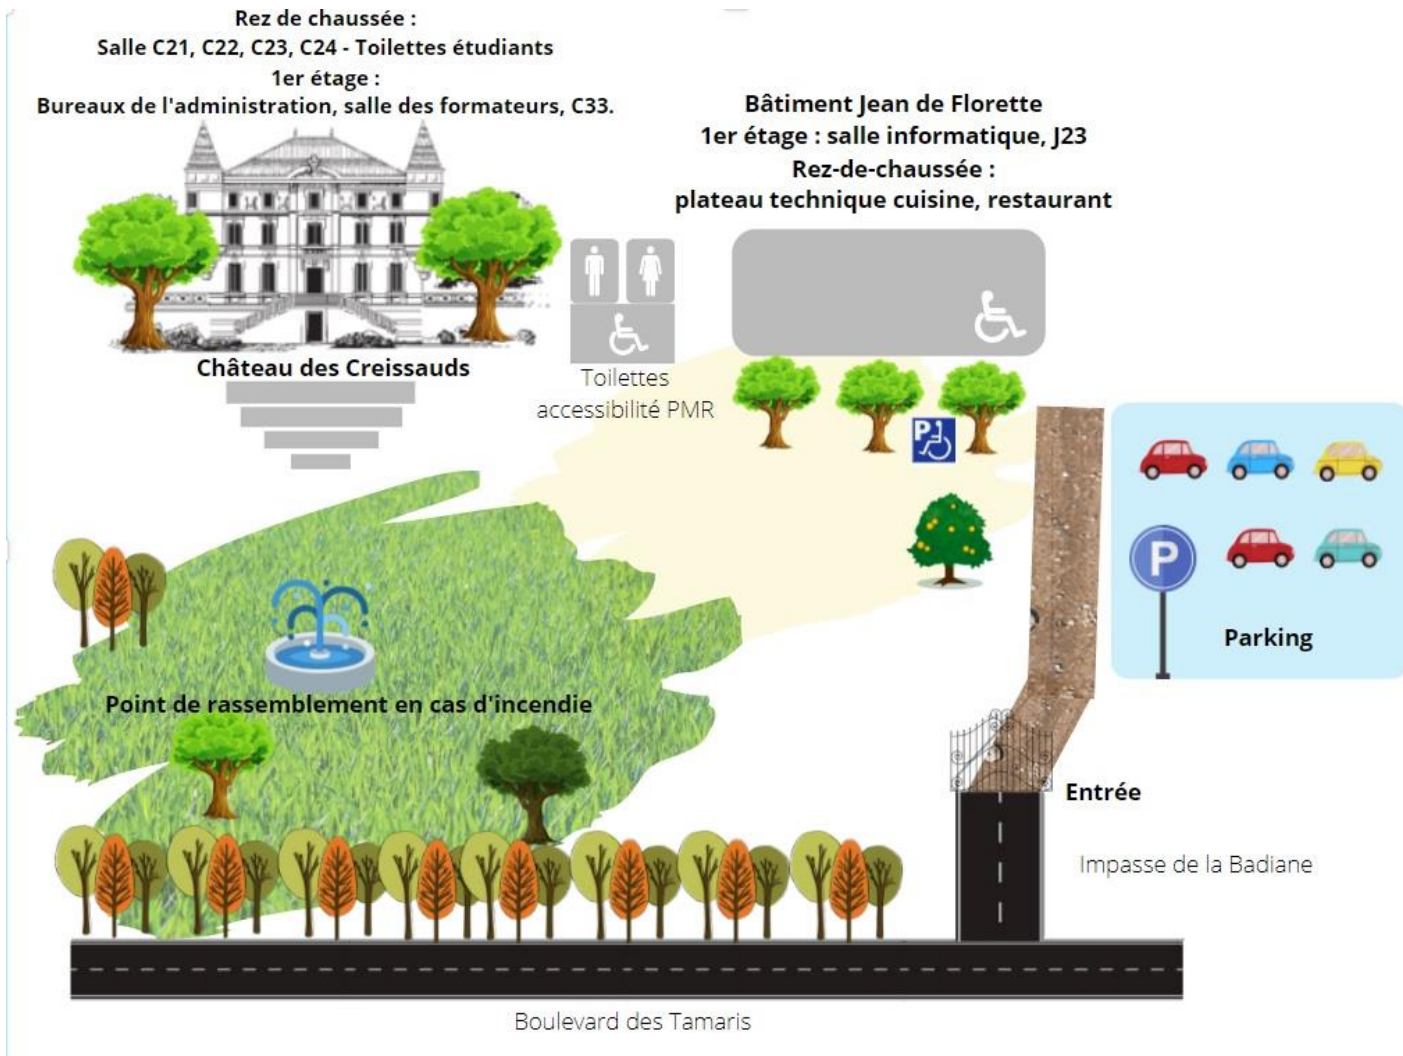 Rez de chaussée :
Salle C21, C22, C23, C24 - Toilettes étudiants
1er étage :
Bureaux de l'administration, salle des formateurs, C33.
Bâtiment Jean de Florette
1er étage : salle informatique, J23
Rez-de-chaussée :
plateau technique cuisine, restaurant
Château des Creissauds
Toilettes
accessibilité PMR
P
P
Parking
Point de rassemblement en cas d'incendie
Entrée
Impasse de la Badiane
Boulevard des Tamaris